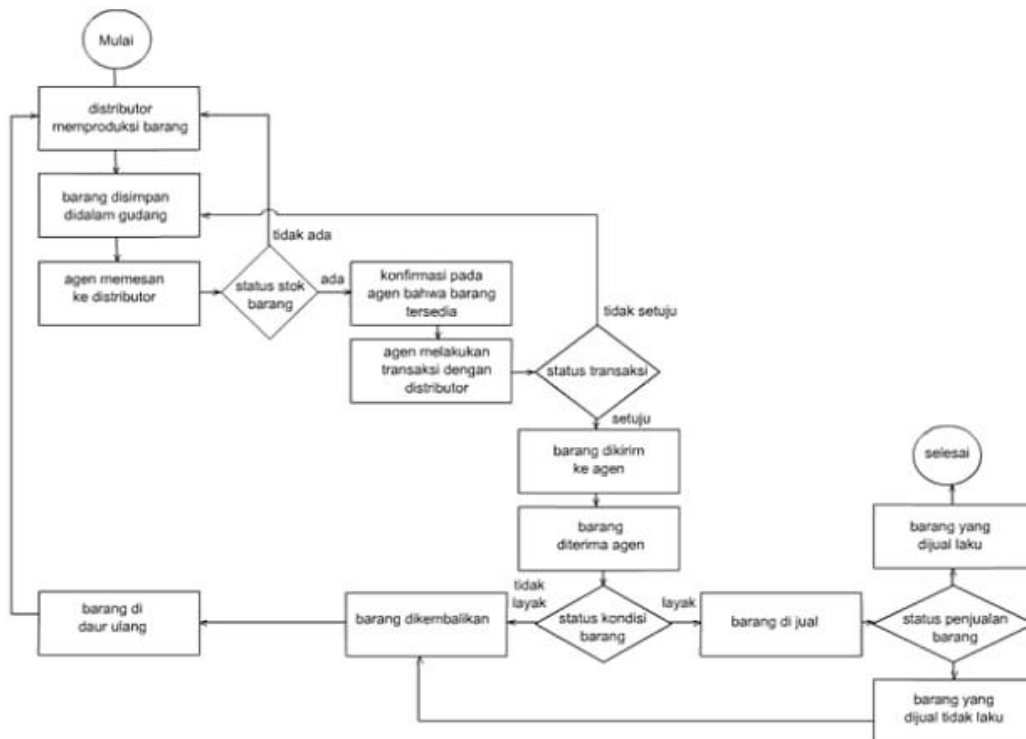 Mulai
distributor
memproduksi barang
barang disimpan
didalam gudang
tidak ada
agen memesan
ke distributor
status stok
barang
ada
konfirmasi pada
agen bahwa barang
tersedia
tidak setuju
agen melakukan
transaksi dengan
distributor
status transaksi
setuju
barang dikirim
ke agen
selesai
barang
diterima agen
barang yang
dijual laku
tidak
layak
layak
barang di
daur ulang
barang dikembalikan
status kondisi
barang
barang di jual
status penjualan
barang
barang yang
dijual tidak laku